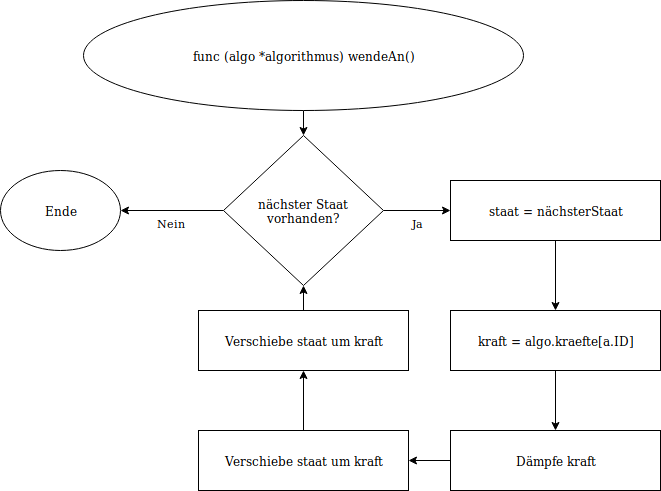 func (algo *algorithmus) wendeAn()
nächster Staat
vorhanden?
Ende
Nein
Ja
staat = nächsterStaat
kraft = algo.kraefte[a.ID]
Dämpfe kraft
Verschiebe staat um kraft
Verschiebe staat um kraft